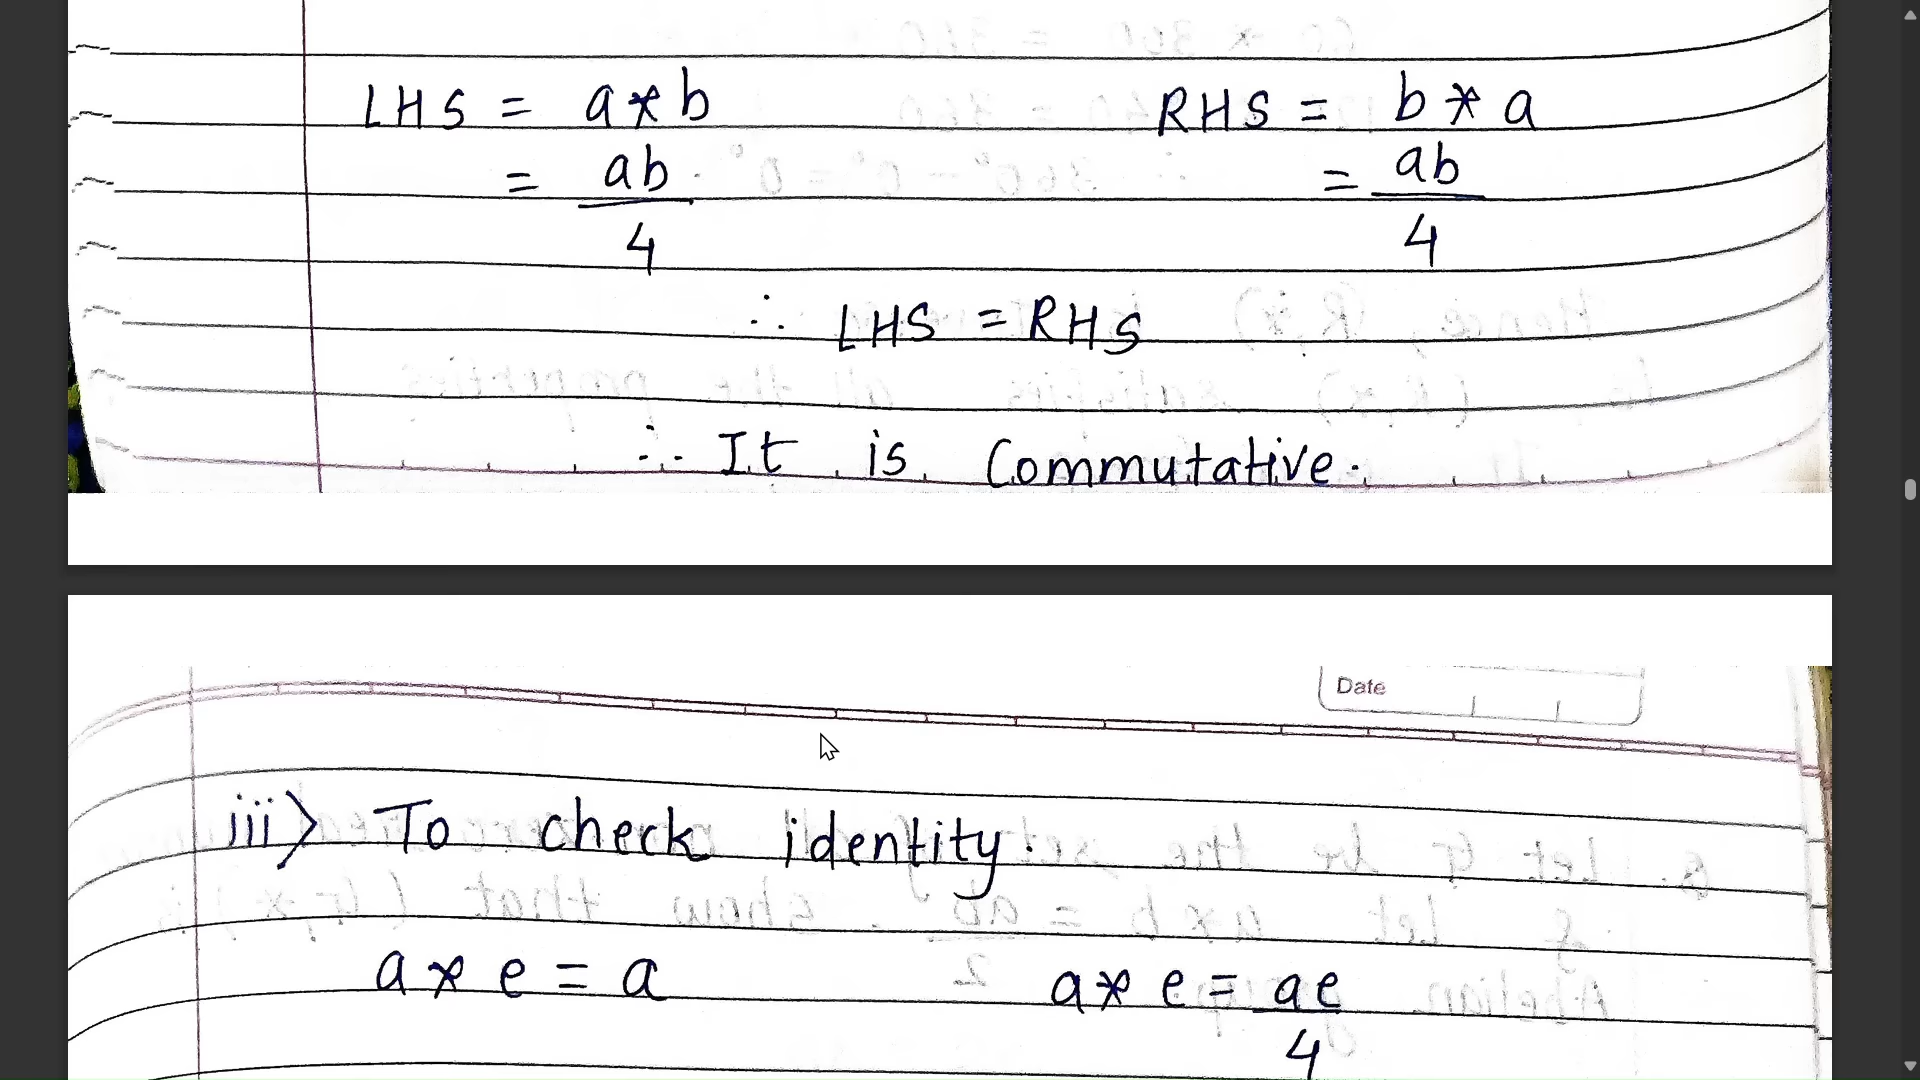 LHS = a * b RHS = b * a
= ab/4 = ab/4
∴ LHS = RHS
∴ It is Commutative.
Date
iii> To check identity.
a * e = a a * e = ae/4